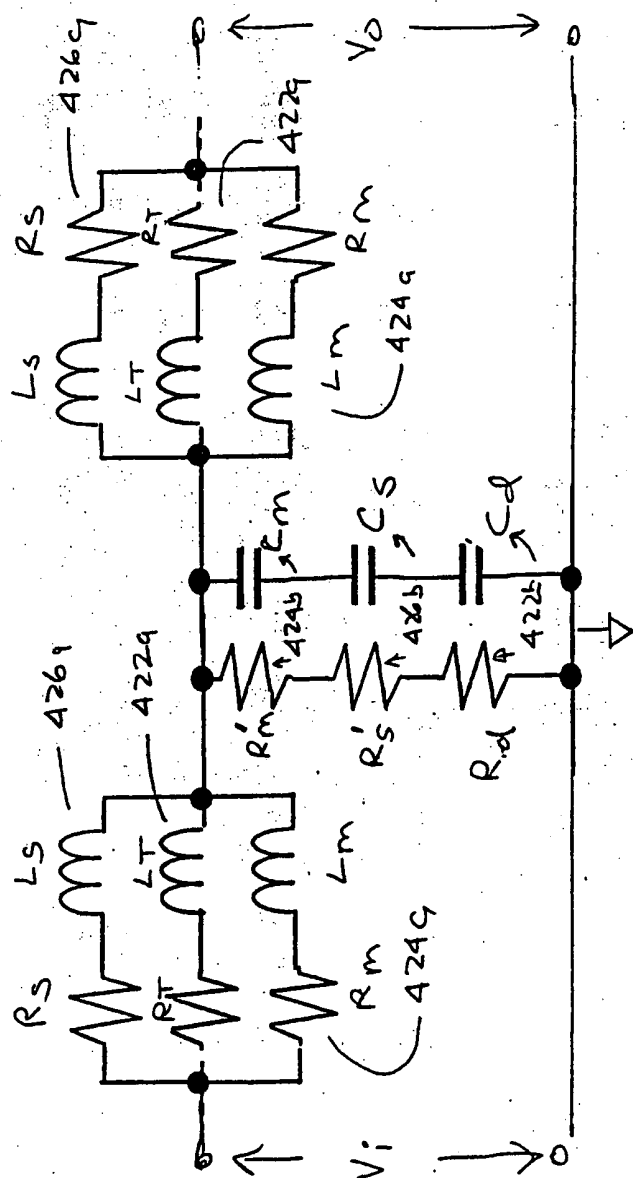 426a
426a
Rs Ls
Ls Rs
422a
422a
RT LT
LT RT
Lm
Lm
Rm
Rm
424a
424a
R'm 424b Cm
R's 426b Cs
Rd 422b Cd
Vi
Vo